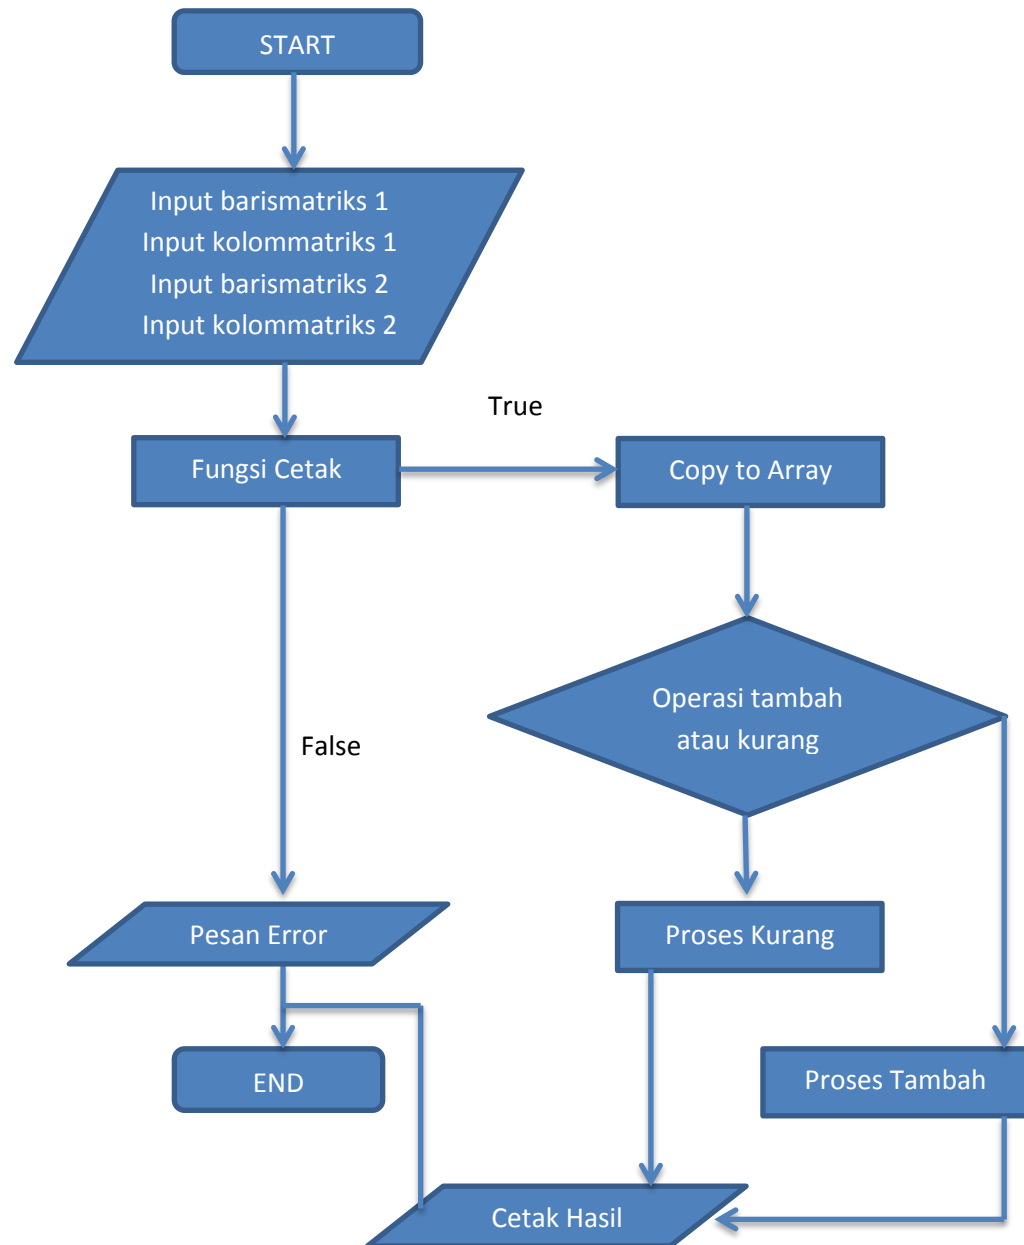 START
Input barismatriks 1
Input kolommatriks 1
Input barismatriks 2
Input kolommatriks 2
True
Fungsi Cetak
Copy to Array
Operasi tambah
atau kurang
False
Pesan Error
Proses Kurang
END
Proses Tambah
Cetak Hasil